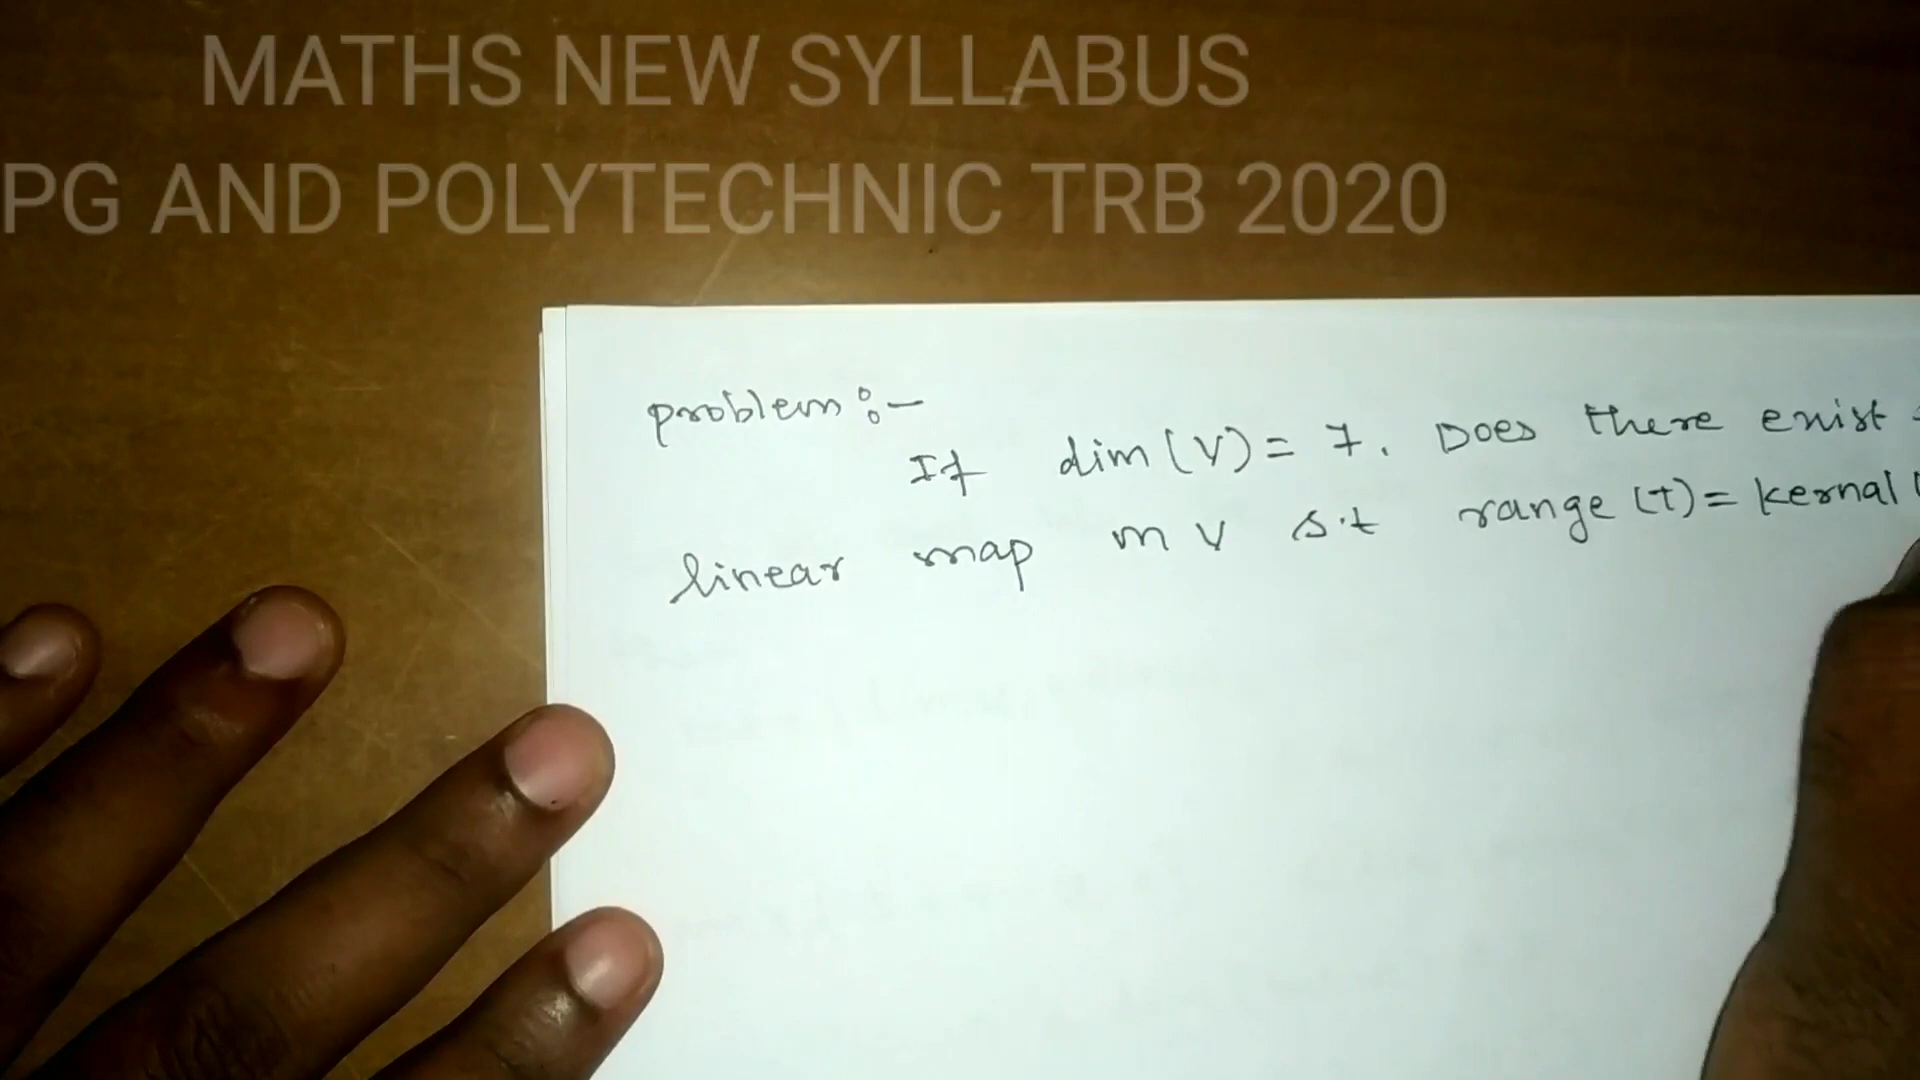 MATHS NEW SYLLABUS
PG AND POLYTECHNIC TRB 2020
problem :-
If dim(V) = 7. Does there exist
linear map m V s.t range (T) = kernal (